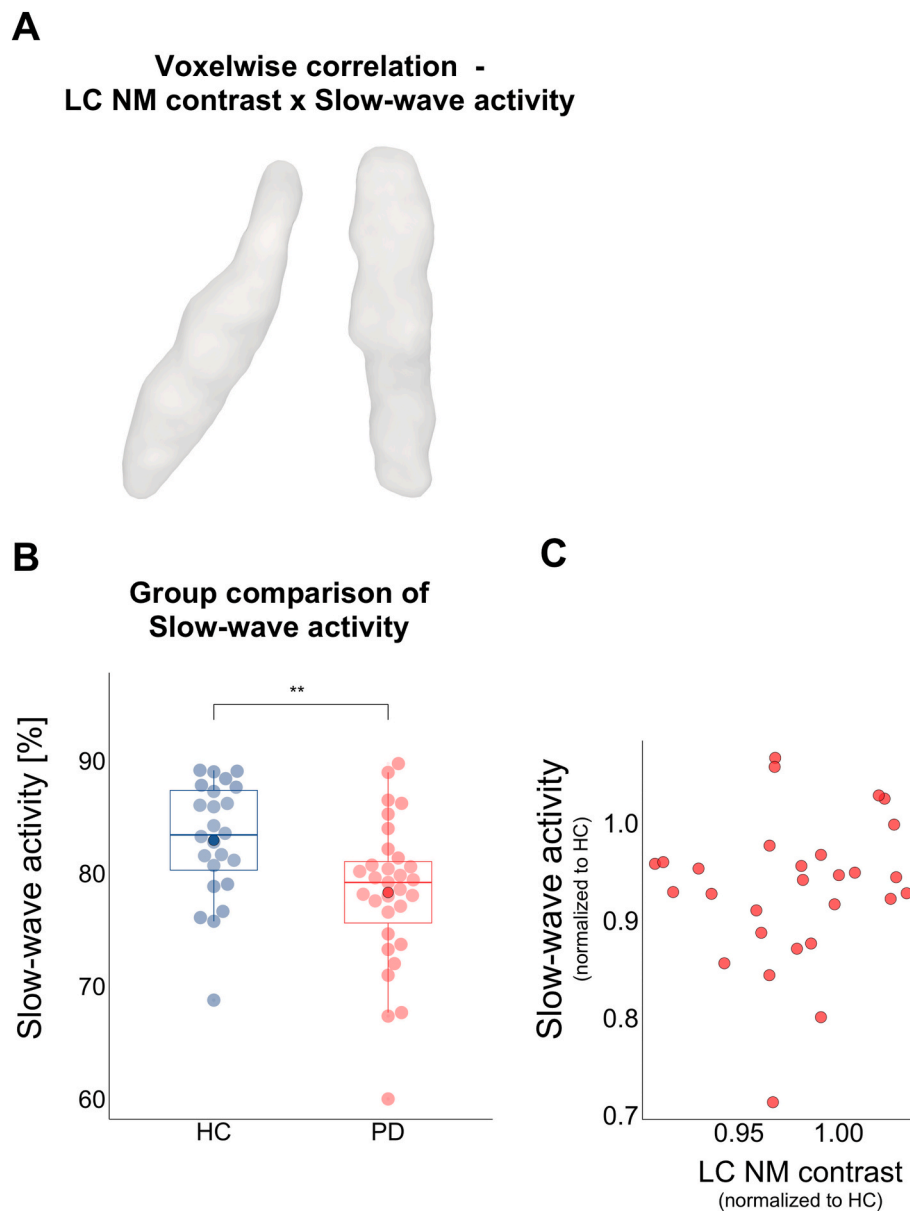 A
Voxelwise correlation -
LC NM contrast x Slow-wave activity
B
Group comparison of
Slow-wave activity
Slow-wave activity [%]
**
90
80
70
60
HC
PD
C
Slow-wave activity
(normalized to HC)
1.0
0.9
0.8
0.7
0.95
1.00
LC NM contrast
(normalized to HC)